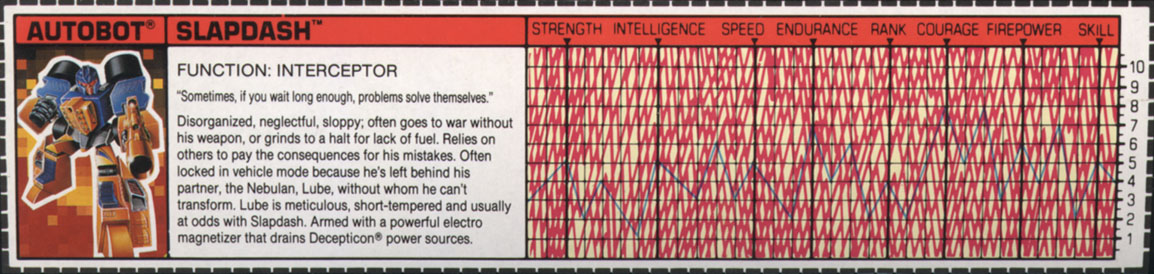 AUTOBOT® SLAPDASH™
STRENGTH INTELLIGENCE SPEED ENDURANCE RANK COURAGE FIREPOWER SKILL
FUNCTION: INTERCEPTOR
"Sometimes, if you wait long enough, problems solve themselves."
Disorganized, neglectful, sloppy; often goes to war without
his weapon, or grinds to a halt for lack of fuel. Relies on
others to pay the consequences for his mistakes. Often
locked in vehicle mode because he's left behind his
partner, the Nebulan, Lube, without whom he can't
transform. Lube is meticulous, short-tempered and usually
at odds with Slapdash. Armed with a powerful electro
magnetizer that drains Decepticon® power sources.
10
9
8
7
6
5
4
3
2
1